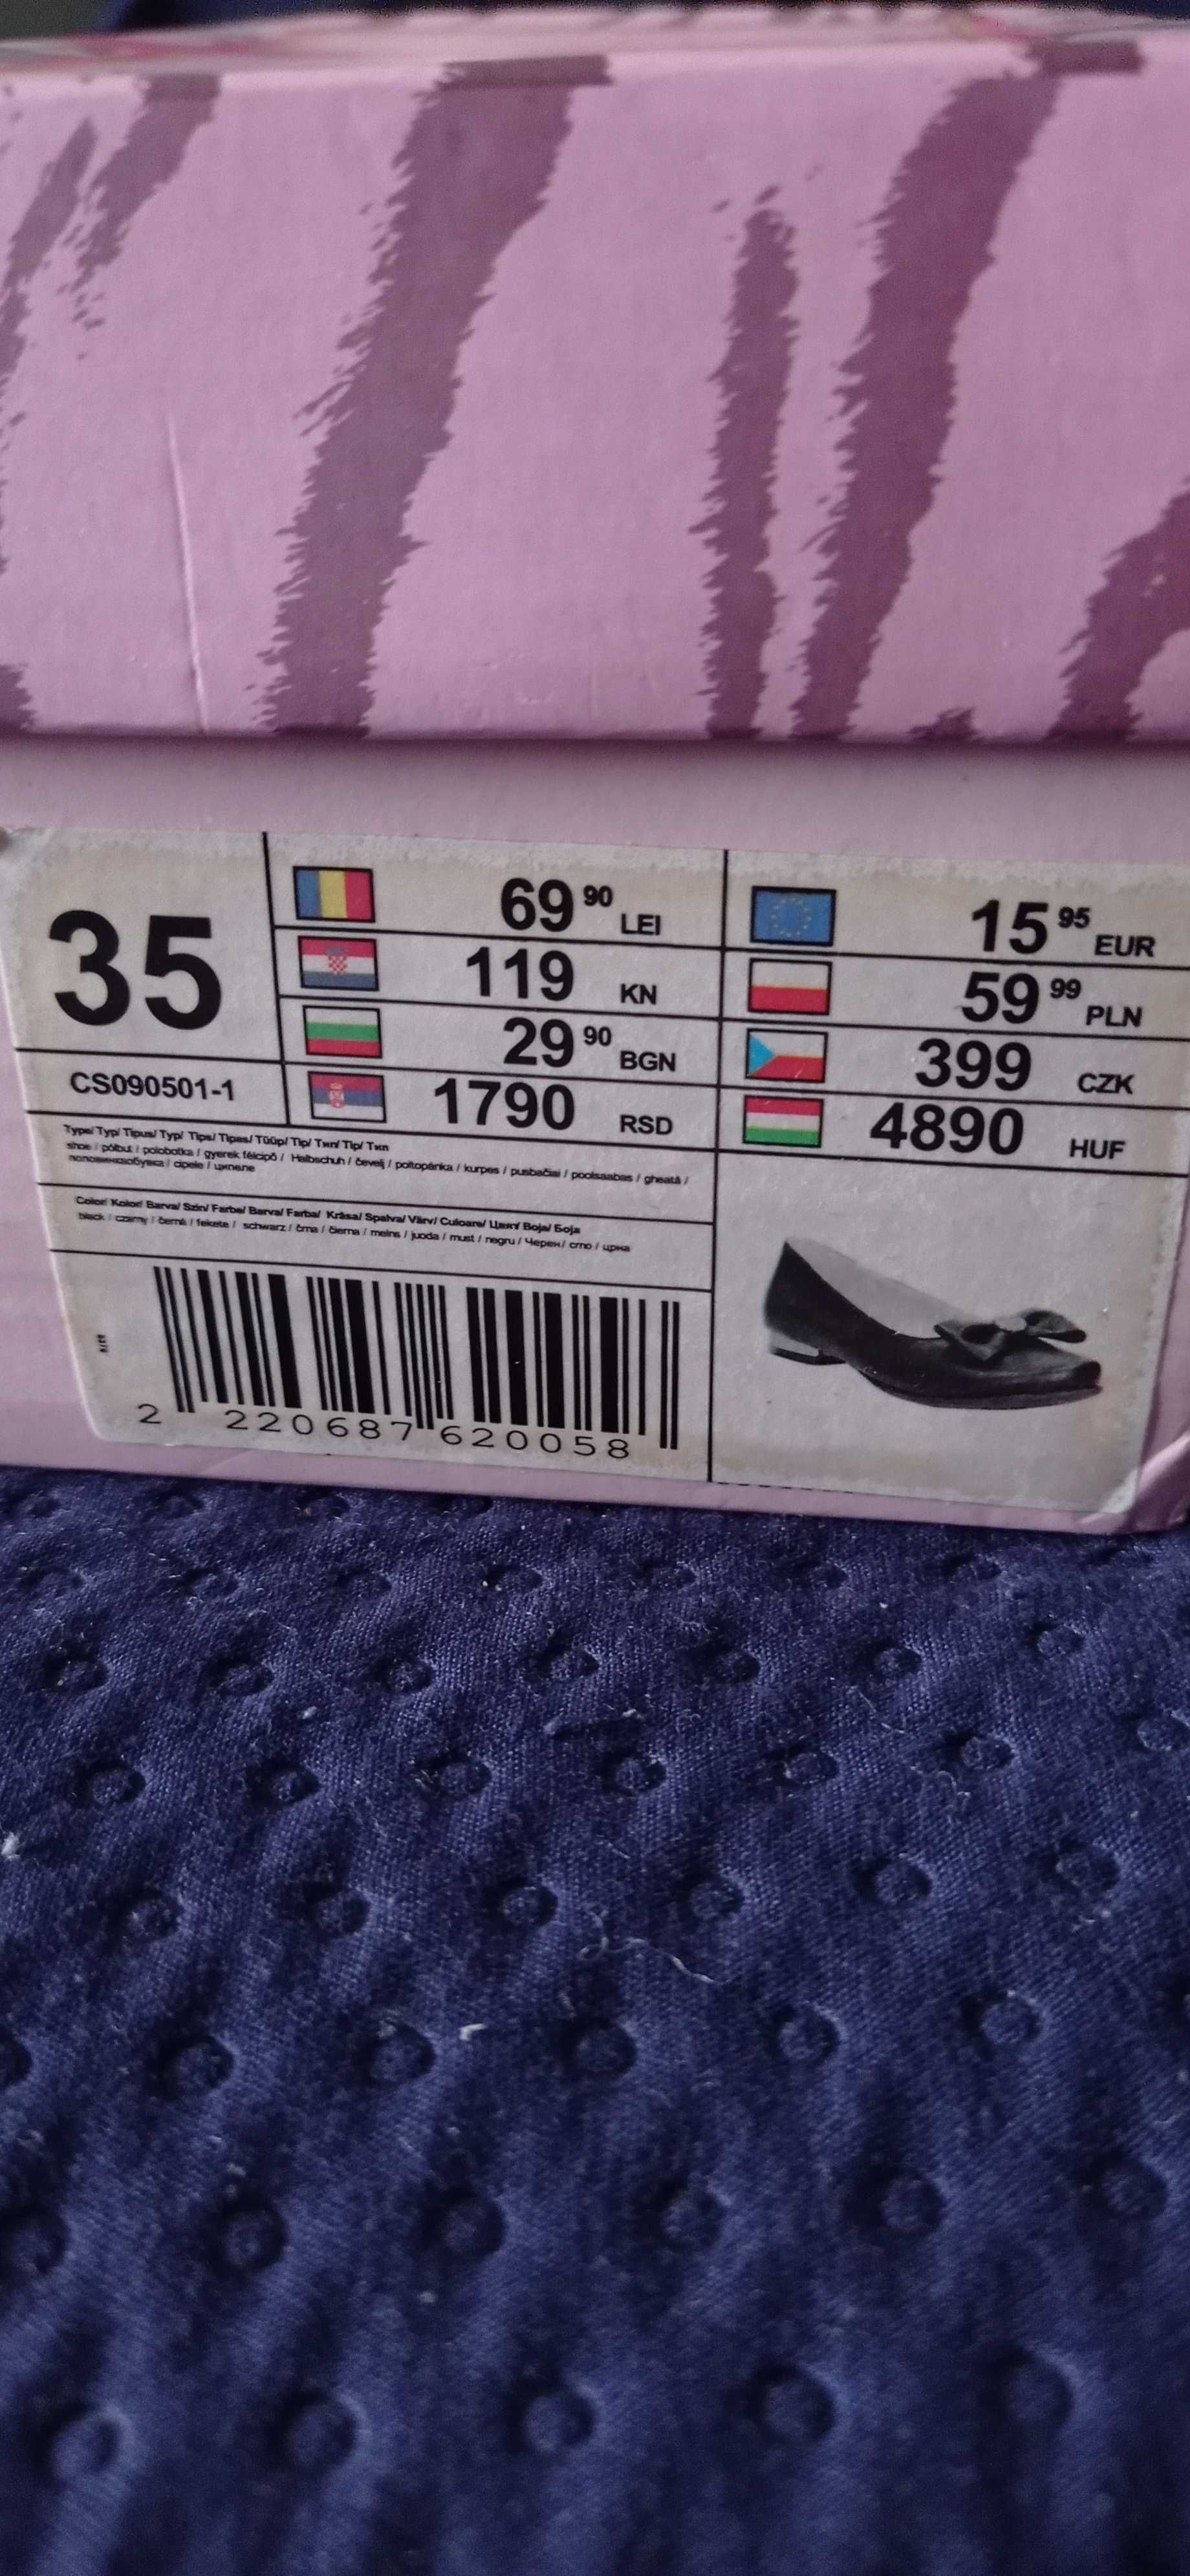 35
CS090501-1
69 90 LEI
119 KN
29 90 BGN
1790 RSD
15 95 EUR
59 99 PLN
399 CZK
4890 HUF
Type/ Typ/ Tipus/ Typ/ Tips/ Tipas/ Tüüp/ Tip/ Тип/ Tip/ Тип
shoe / półbut / polobotka / gyerek félcipő / Halbschuh / čevelj / poltopánka / kurpes / pusbačiai / poolsaabas / gheată /
половинкаобувка / cipele / ципеле
Color/ Kolor/ Barva/ Szín/ Farbe/ Barva/ Farba/ Krāsa/ Spalva/ Värv/ Culoare/ Цвят/ Boja/ Боја
black / czarny / černá / fekete / schwarz / črna / čierna / melns / juoda / must / negru / Черен/ crno / црна
2 220687 620058